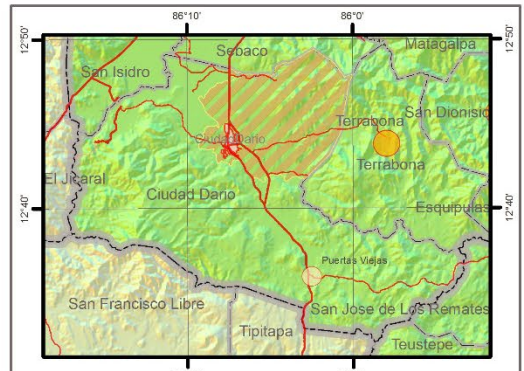 86°10'
86°0'
12°50'
12°50'
Sebaco
Matagalpa
San Isidro
San Dionisio
Terrabona
Ciudad Dario
Terrabona
El Jicaral
Ciudad Dario
Esquipulas
12°40'
12°40'
Puertas Viejas
San Francisco Libre
San Jose de Los Remates
Tipitapa
Teustepe